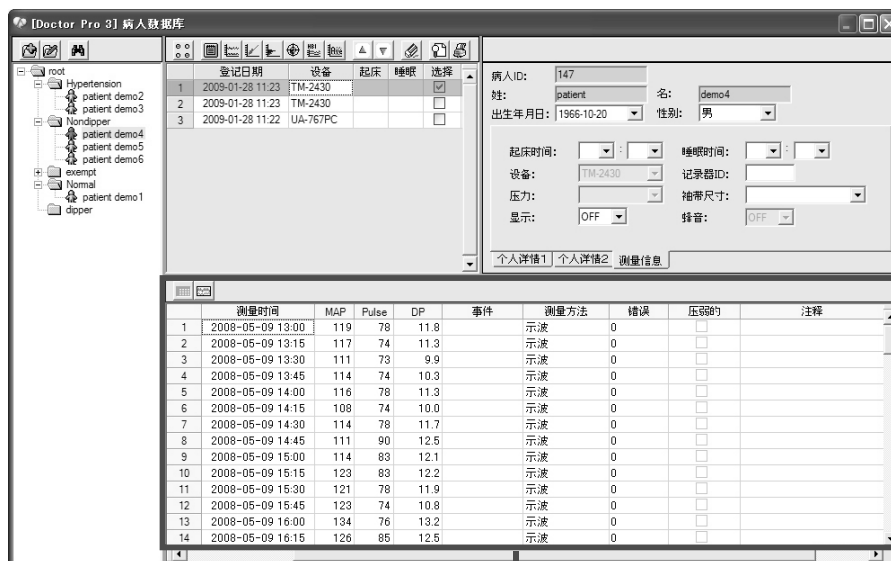 [Doctor Pro 3] 病人数据库
root
Hypertension
patient demo2
patient demo3
Nondipper
patient demo4
patient demo5
patient demo6
exempt
Normal
patient demo1
dipper
登记日期 设备 起床 睡眠 选择
1 2009-01-28 11:23 TM-2430
2 2009-01-28 11:23 TM-2430
3 2009-01-28 11:22 UA-767PC
病人ID: 147
姓: patient 名: demo4
出生年月日: 1966-10-20 性别: 男
起床时间: : 睡眠时间: :
设备: TM-2430 记录器ID:
压力: 袖带尺寸:
显示: OFF 蜂音: OFF
个人详情1 个人详情2 测量信息
测量时间 MAP Pulse DP 事件 测量方法 错误 压弱的 注释
1 2008-05-09 13:00 119 78 11.8 示波 0
2 2008-05-09 13:15 117 74 11.3 示波 0
3 2008-05-09 13:30 111 73 9.9 示波 0
4 2008-05-09 13:45 114 74 10.3 示波 0
5 2008-05-09 14:00 116 78 11.3 示波 0
6 2008-05-09 14:15 108 74 10.0 示波 0
7 2008-05-09 14:30 114 78 11.7 示波 0
8 2008-05-09 14:45 111 90 12.5 示波 0
9 2008-05-09 15:00 114 83 12.1 示波 0
10 2008-05-09 15:15 123 83 12.2 示波 0
11 2008-05-09 15:30 121 78 11.9 示波 0
12 2008-05-09 15:45 123 74 10.8 示波 0
13 2008-05-09 16:00 134 76 13.2 示波 0
14 2008-05-09 16:15 126 85 12.5 示波 0